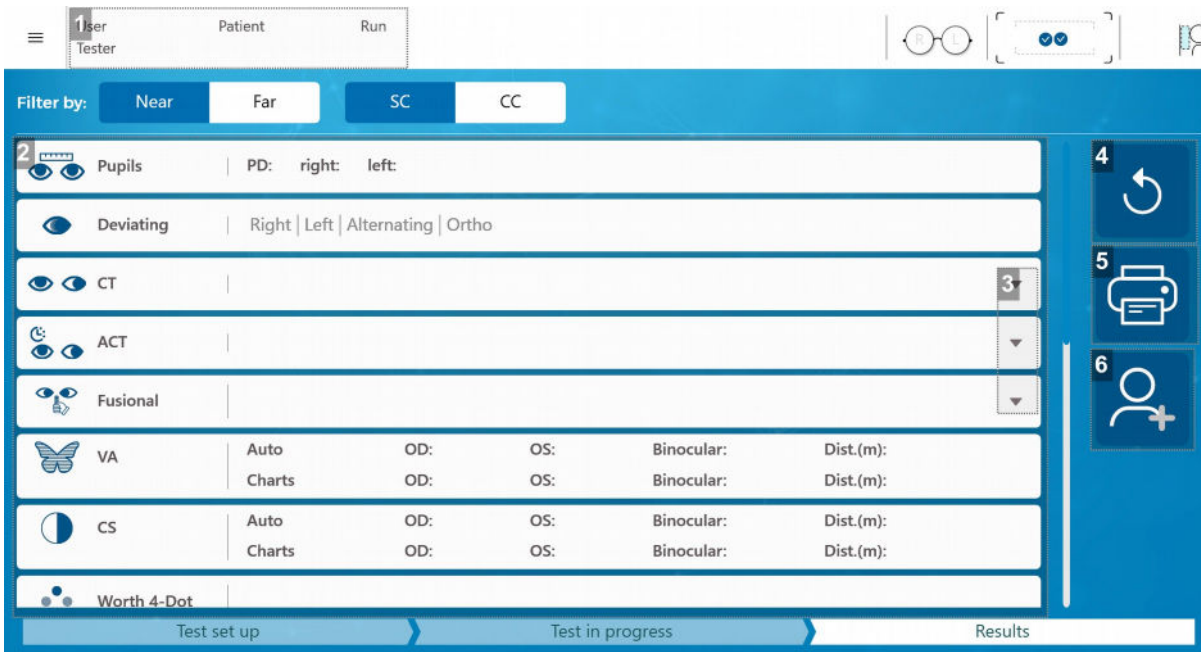 1 User Patient Run
Tester
R L
Filter by: Near Far SC CC
2 Pupils PD: right: left:
4
Deviating Right | Left | Alternating | Ortho
CT
3
5
ACT
6
Fusional
VA Auto OD: OS: Binocular: Dist.(m):
Charts OD: OS: Binocular: Dist.(m):
CS Auto OD: OS: Binocular: Dist.(m):
Charts OD: OS: Binocular: Dist.(m):
Worth 4-Dot
Test set up Test in progress Results